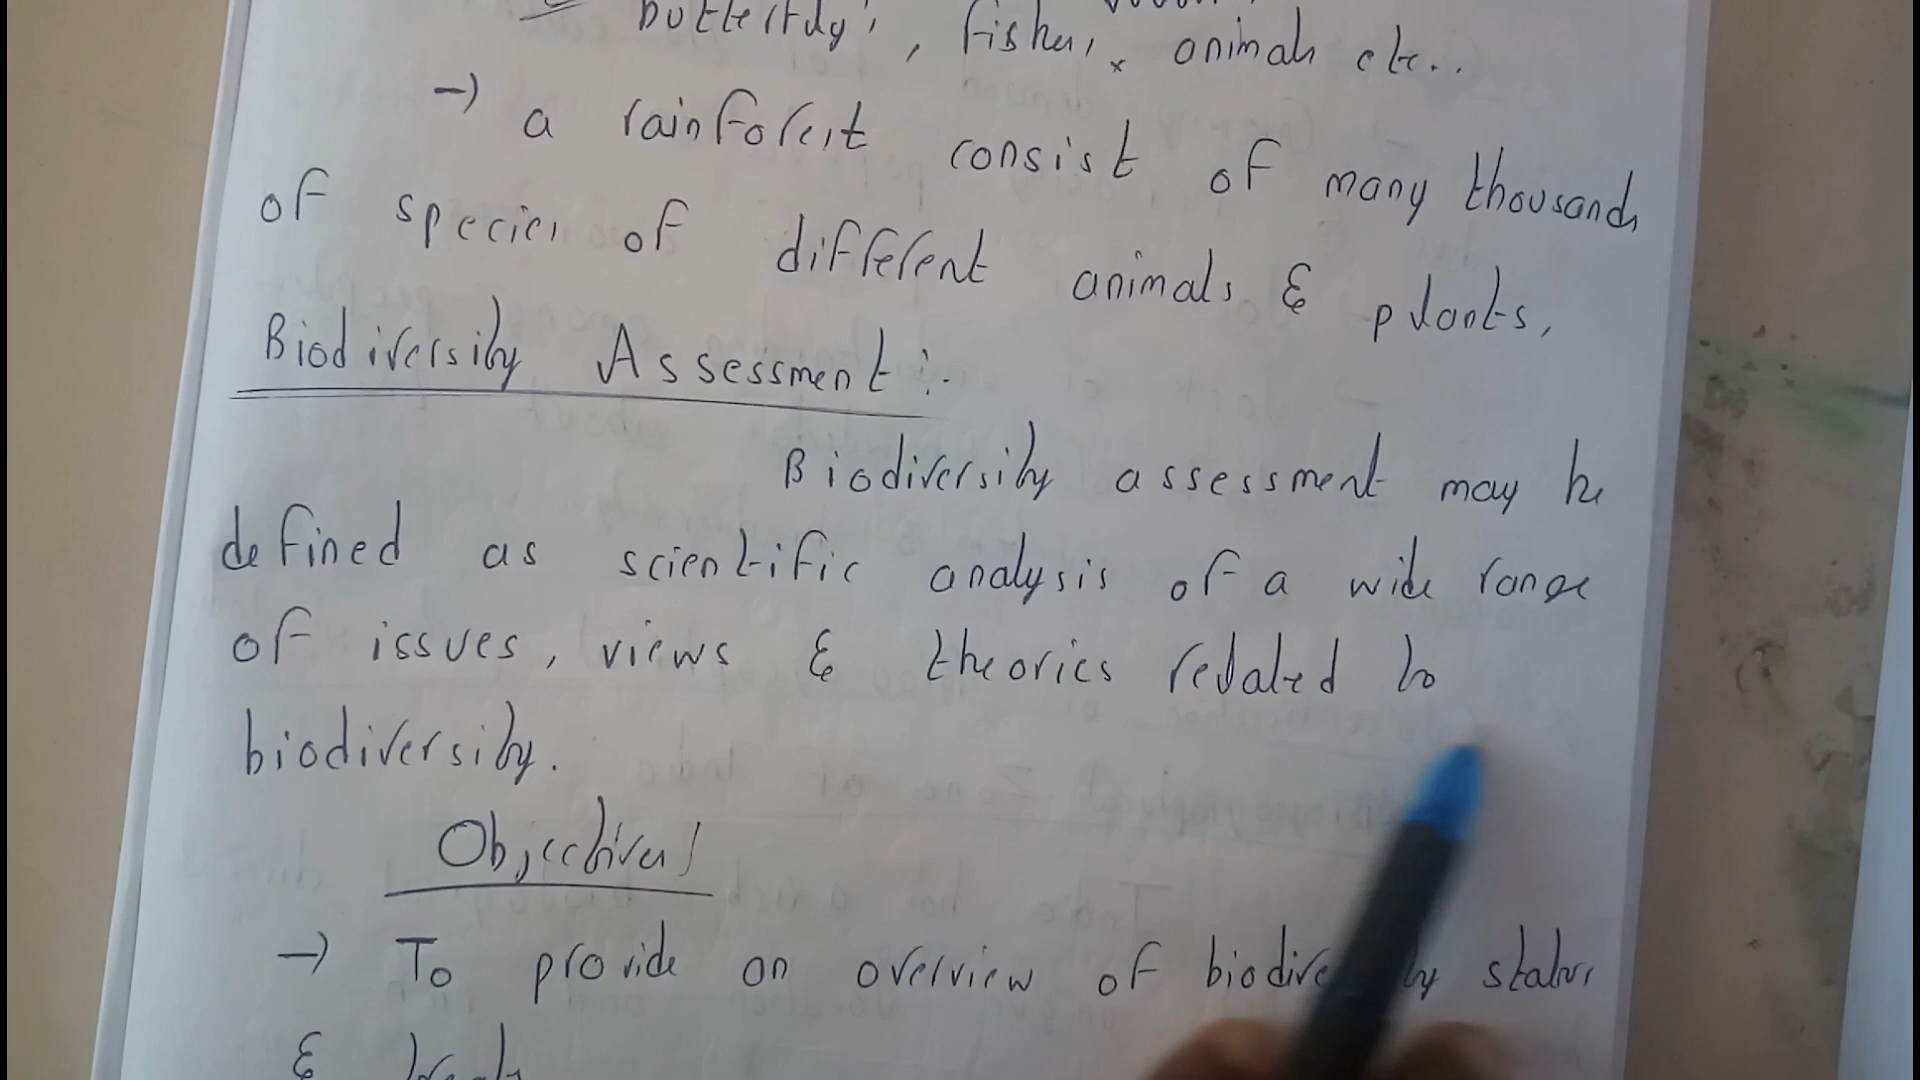 butterfly, fishes, animals etc..
→ a rainforest consist of many thousands
of species of different animals & plants.
Biodiversity Assessment:-
Biodiversity assessment may be
defined as scientific analysis of a wide range
of issues, views & theories related to
biodiversity.
Objectives
→ To provide an overview of biodiversity status
&